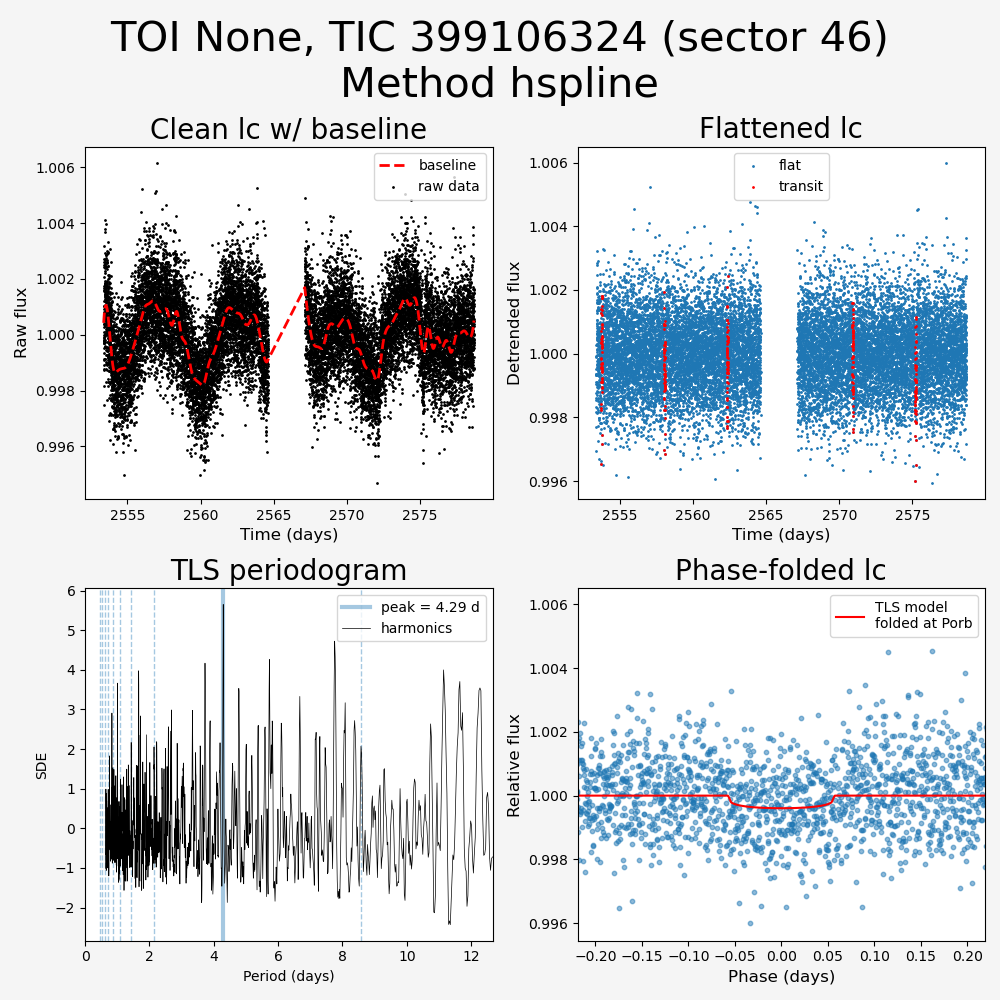 TOI None, TIC 399106324 (sector 46)
Method hspline
Clean lc w/ baseline
Flattened lc
baseline
raw data
flat
transit
1.006
1.004
1.002
1.000
0.998
0.996
Raw flux
2555
2560
2565
2570
2575
Time (days)
1.006
1.004
1.002
1.000
0.998
0.996
Detrended flux
2555
2560
2565
2570
2575
Time (days)
TLS periodogram
Phase-folded lc
peak = 4.29 d
harmonics
TLS model
folded at Porb
6
5
4
3
2
1
0
−1
−2
SDE
0
2
4
6
8
10
12
Period (days)
1.006
1.004
1.002
1.000
0.998
0.996
Relative flux
−0.20
−0.15
−0.10
−0.05
0.00
0.05
0.10
0.15
0.20
Phase (days)